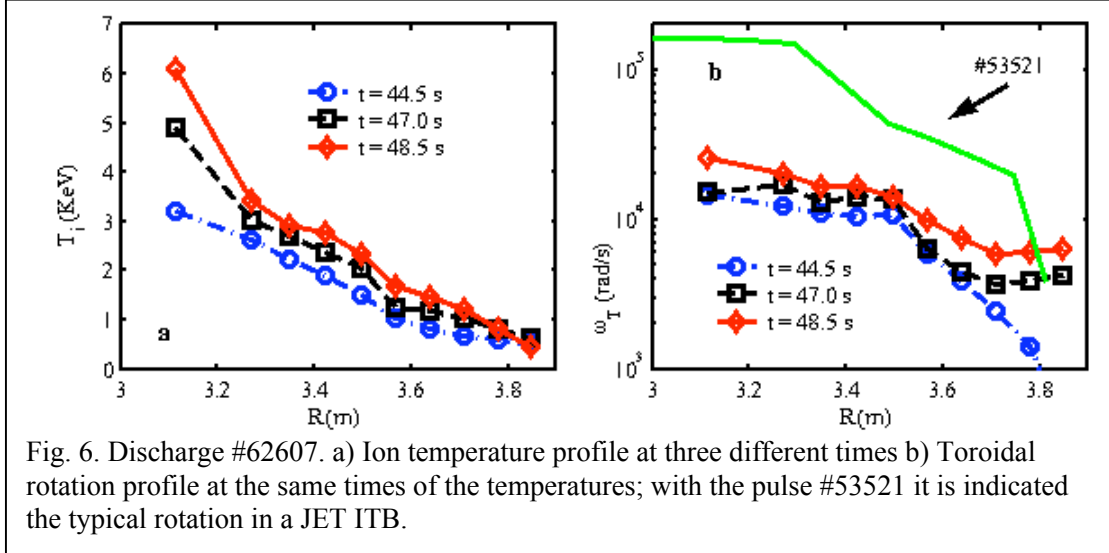 7
6
5
4
3
2
1
0
T_i(KeV)
t = 44.5 s
t = 47.0 s
t = 48.5 s
a
3 3.2 3.4 3.6 3.8
R(m)
10^5
10^4
10^3
ω_T(rad/s)
b
#53521
t = 44.5 s
t = 47.0 s
t = 48.5 s
3 3.2 3.4 3.6 3.8
R(m)
Fig. 6. Discharge #62607. a) Ion temperature profile at three different times b) Toroidal
rotation profile at the same times of the temperatures; with the pulse #53521 it is indicated
the typical rotation in a JET ITB.